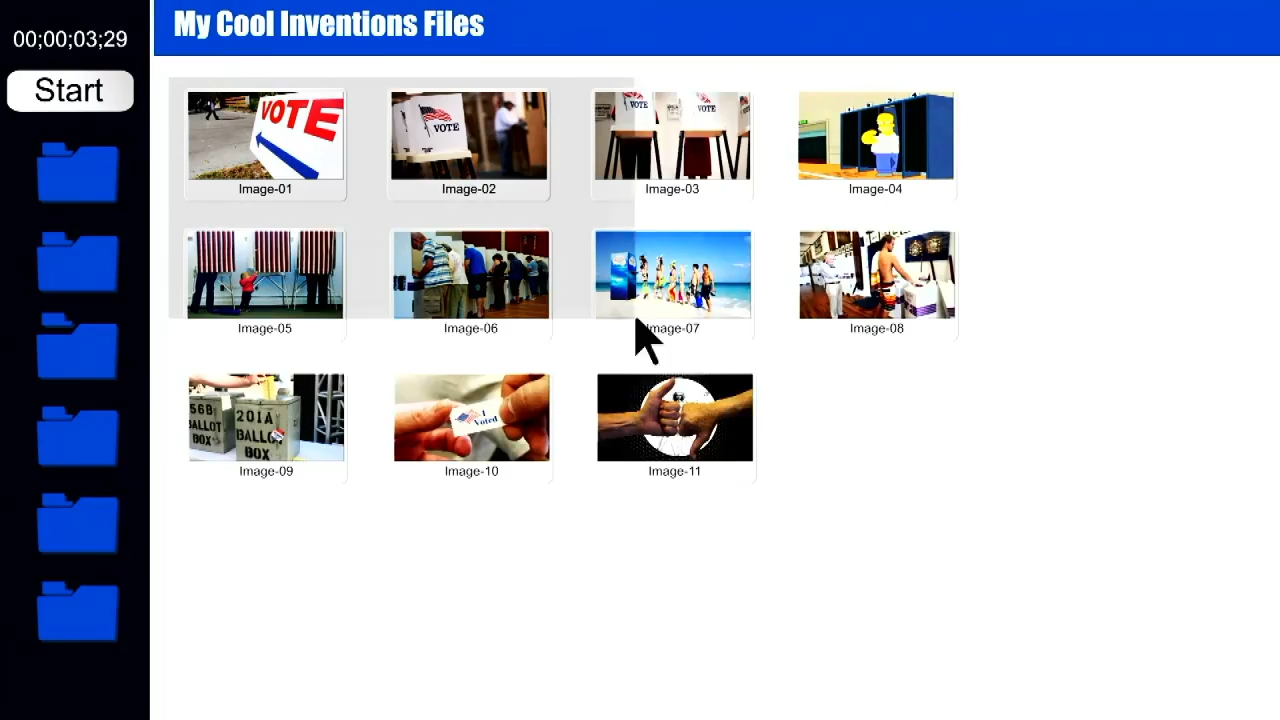 My Cool Inventions Files
00;00;03;29
Start
VOTE
VOTE
VOTE
VOTE
Image-01
Image-02
Image-03
Image-04
Image-05
Image-06
Image-07
Image-08
56B
BALLOT
BOX
201A
BALLO
BOX
I
Voted
Image-09
Image-10
Image-11